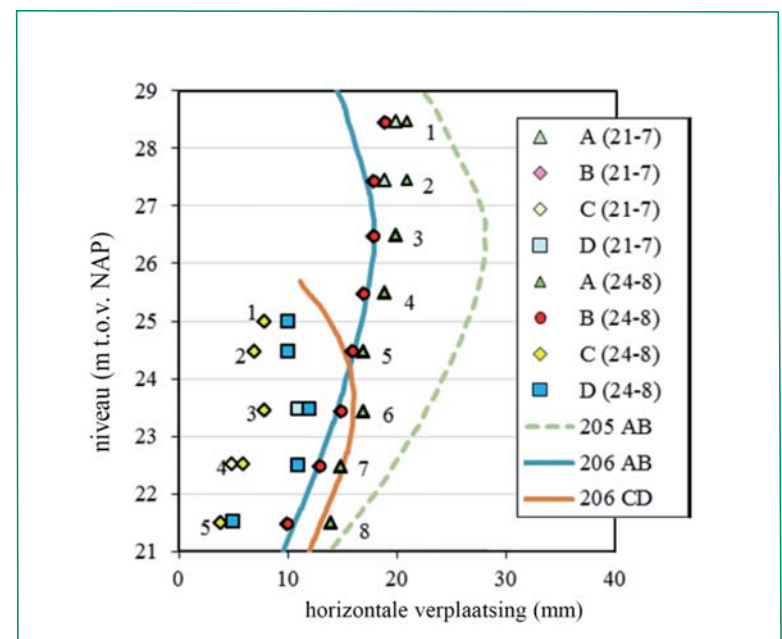 29
28
27
26
25
24
23
22
21
0
10
20
30
40
niveau (m t.o.v. NAP)
horizontale verplaatsing (mm)
1
2
3
4
5
6
7
8
1
2
3
4
5
A (21-7)
B (21-7)
C (21-7)
D (21-7)
A (24-8)
B (24-8)
C (24-8)
D (24-8)
205 AB
206 AB
206 CD